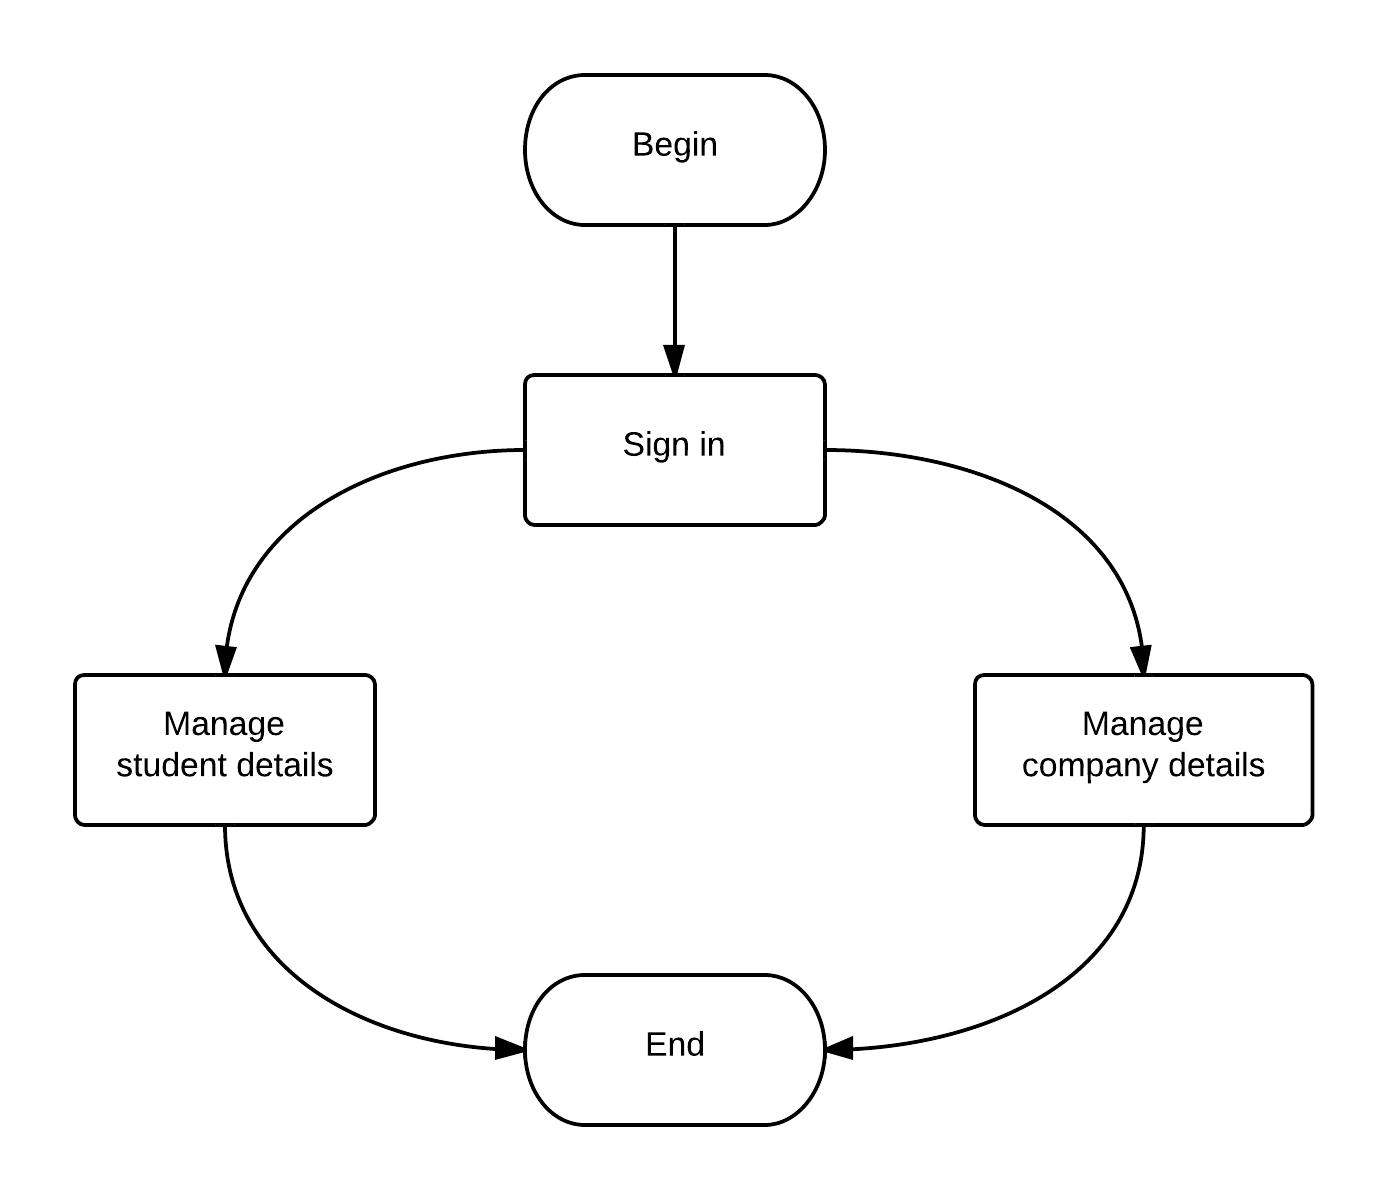 Begin
Sign in
Manage
student details
Manage
company details
End